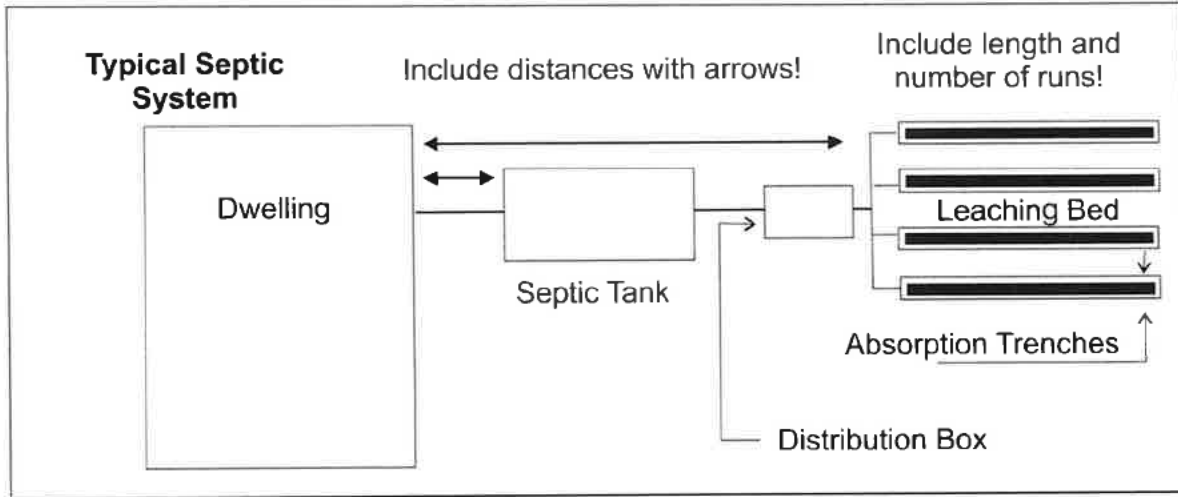 Typical Septic
System
Include distances with arrows!
Include length and
number of runs!
Dwelling
Septic Tank
Leaching Bed
Absorption Trenches
Distribution Box